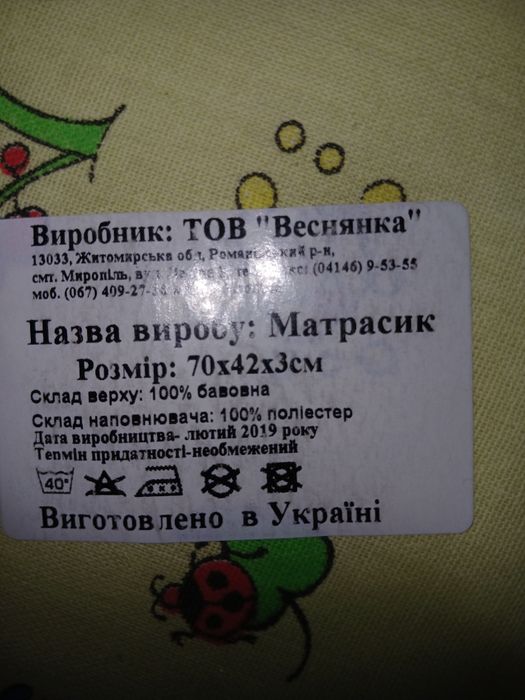 Виробник: ТОВ "Веснянка"
13033, Житомирська обл, Романівський р-н,
смт. Миропіль, (04146) 9-53-55
моб. (067)
Назва виробу: Матрасик
Розмір: 70х42х3см
Склад верху: 100% бавовна
Склад наповнювача: 100% поліестер
Дата виробництва- лютий 2019 року
Термін придатності-необмежений
40°
Виготовлено в Україні